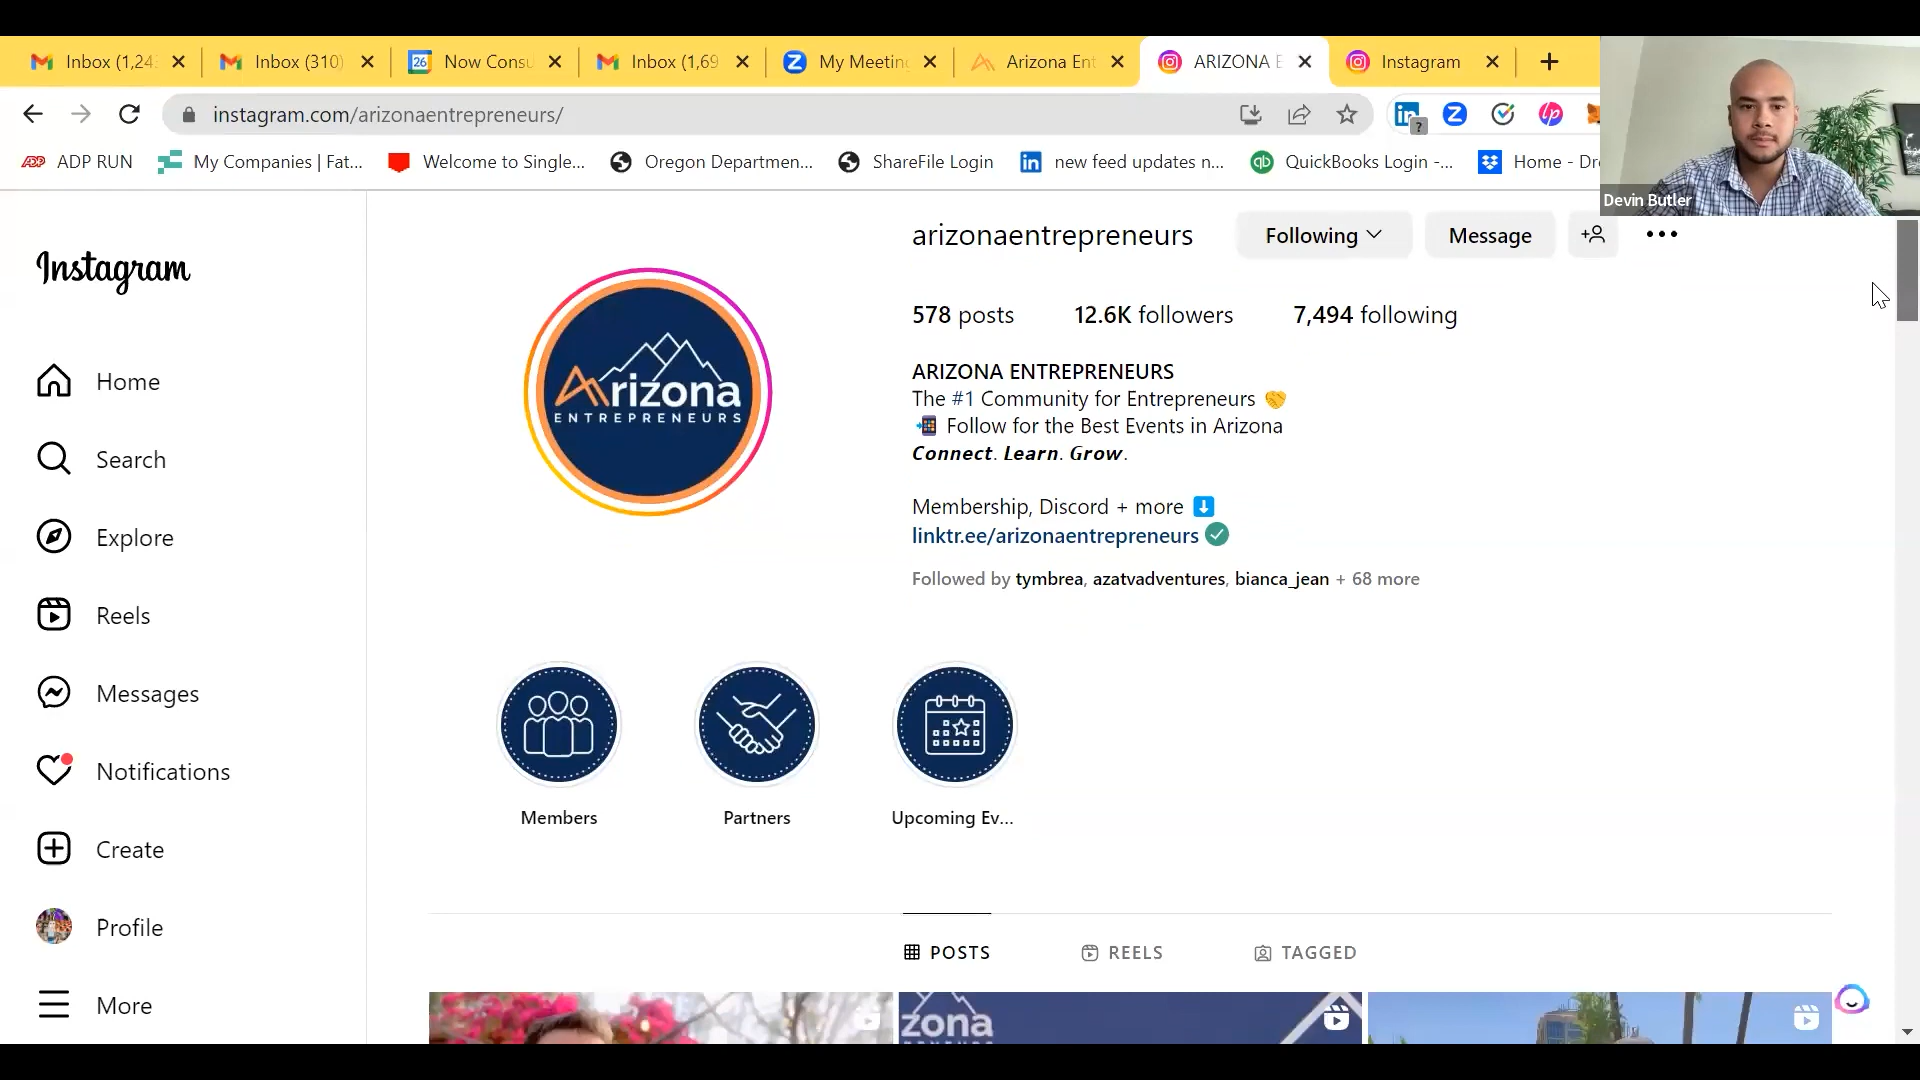 Inbox (1,24
Inbox (310)
26
Now Consu
Inbox (1,69
My Meeting
Arizona Ent
ARIZONA E
Instagram
instagram.com/arizonaentrepreneurs/
ADP RUN
My Companies | Fat...
Welcome to Single...
Oregon Departmen...
ShareFile Login
new feed updates n...
QuickBooks Login -...
Home - Dr
Devin Butler
Instagram
Home
Search
Explore
Reels
Messages
Notifications
Create
Profile
More
arizonaentrepreneurs
Following
Message
578 posts
12.6K followers
7,494 following
Arizona
ENTREPRENEURS
ARIZONA ENTREPRENEURS
The #1 Community for Entrepreneurs 🤝
📲 Follow for the Best Events in Arizona
Connect. Learn. Grow.
Membership, Discord + more ⬇️
linktr.ee/arizonaentrepreneurs
Followed by tymbrea, azatvadventures, bianca_jean + 68 more
Members
Partners
Upcoming Ev...
POSTS
REELS
TAGGED
zona